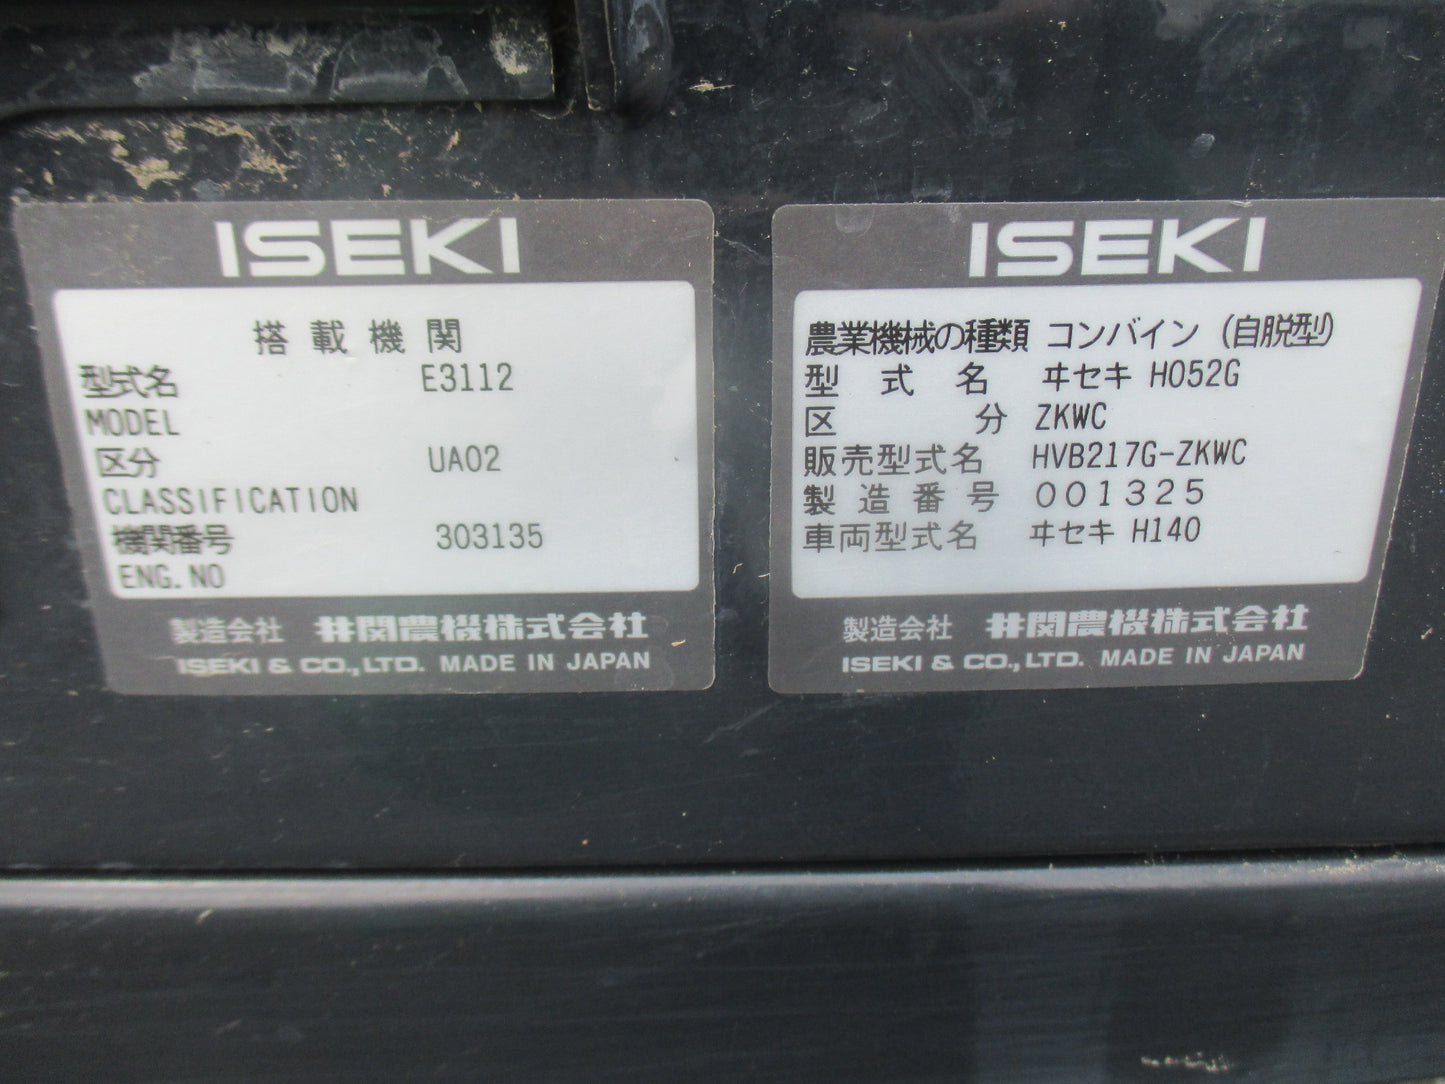 ISEKI
搭載機関
型式名 E3112
MODEL
区分 UA02
CLASSIFICATION
機関番号 303135
ENG. NO
製造会社 井関農機株式会社
ISEKI & CO., LTD. MADE IN JAPAN
ISEKI
農業機械の種類 コンバイン (自脱型)
型式名 ヰセキ HO52G
区分 ZKWC
販売型式名 HVB217G-ZKWC
製造番号 001325
車両型式名 ヰセキ H140
製造会社 井関農機株式会社
ISEKI & CO., LTD. MADE IN JAPAN